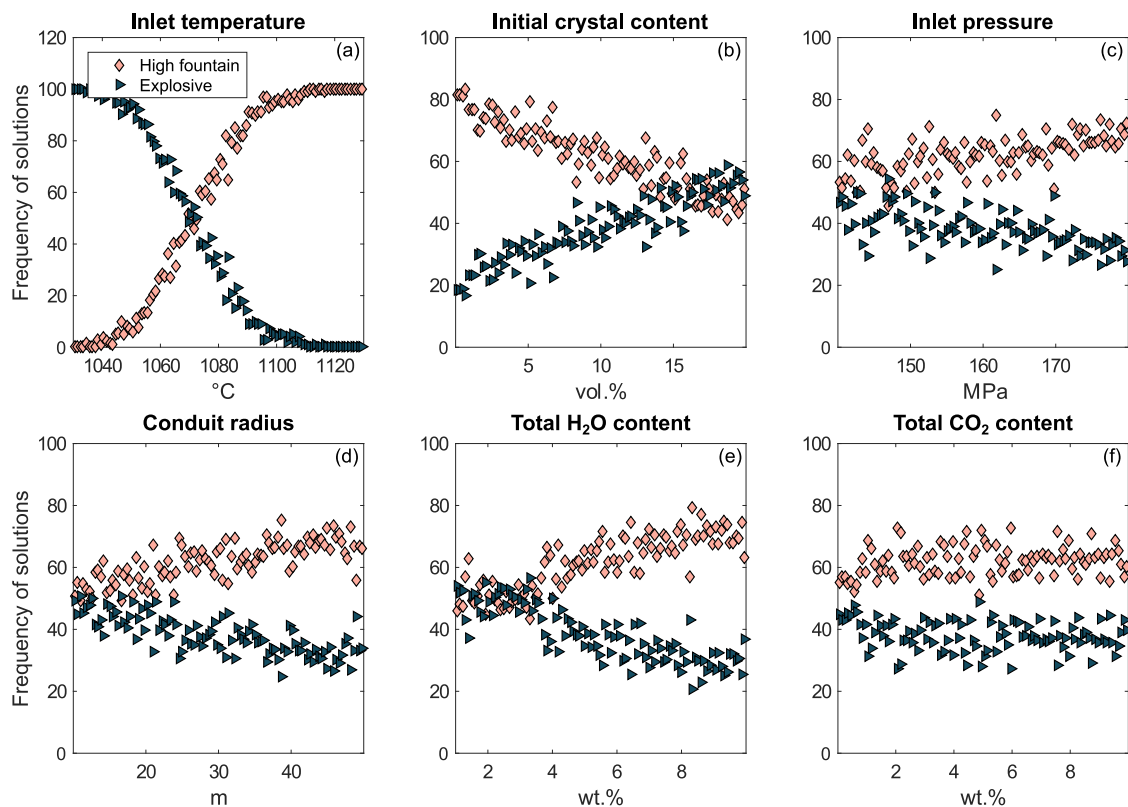 Inlet temperature
Initial crystal content
Inlet pressure
120
100
80
60
40
20
0
Frequency of solutions
(a)
High fountain
Explosive
1040 1060 1080 1100 1120
°C
100
80
60
40
20
0
(b)
5 10 15
vol.%
100
80
60
40
20
0
(c)
150 160 170
MPa
Conduit radius
Total H₂O content
Total CO₂ content
100
80
60
40
20
0
Frequency of solutions
(d)
20 30 40
m
100
80
60
40
20
0
(e)
2 4 6 8
wt.%
100
80
60
40
20
0
(f)
2 4 6 8
wt.%